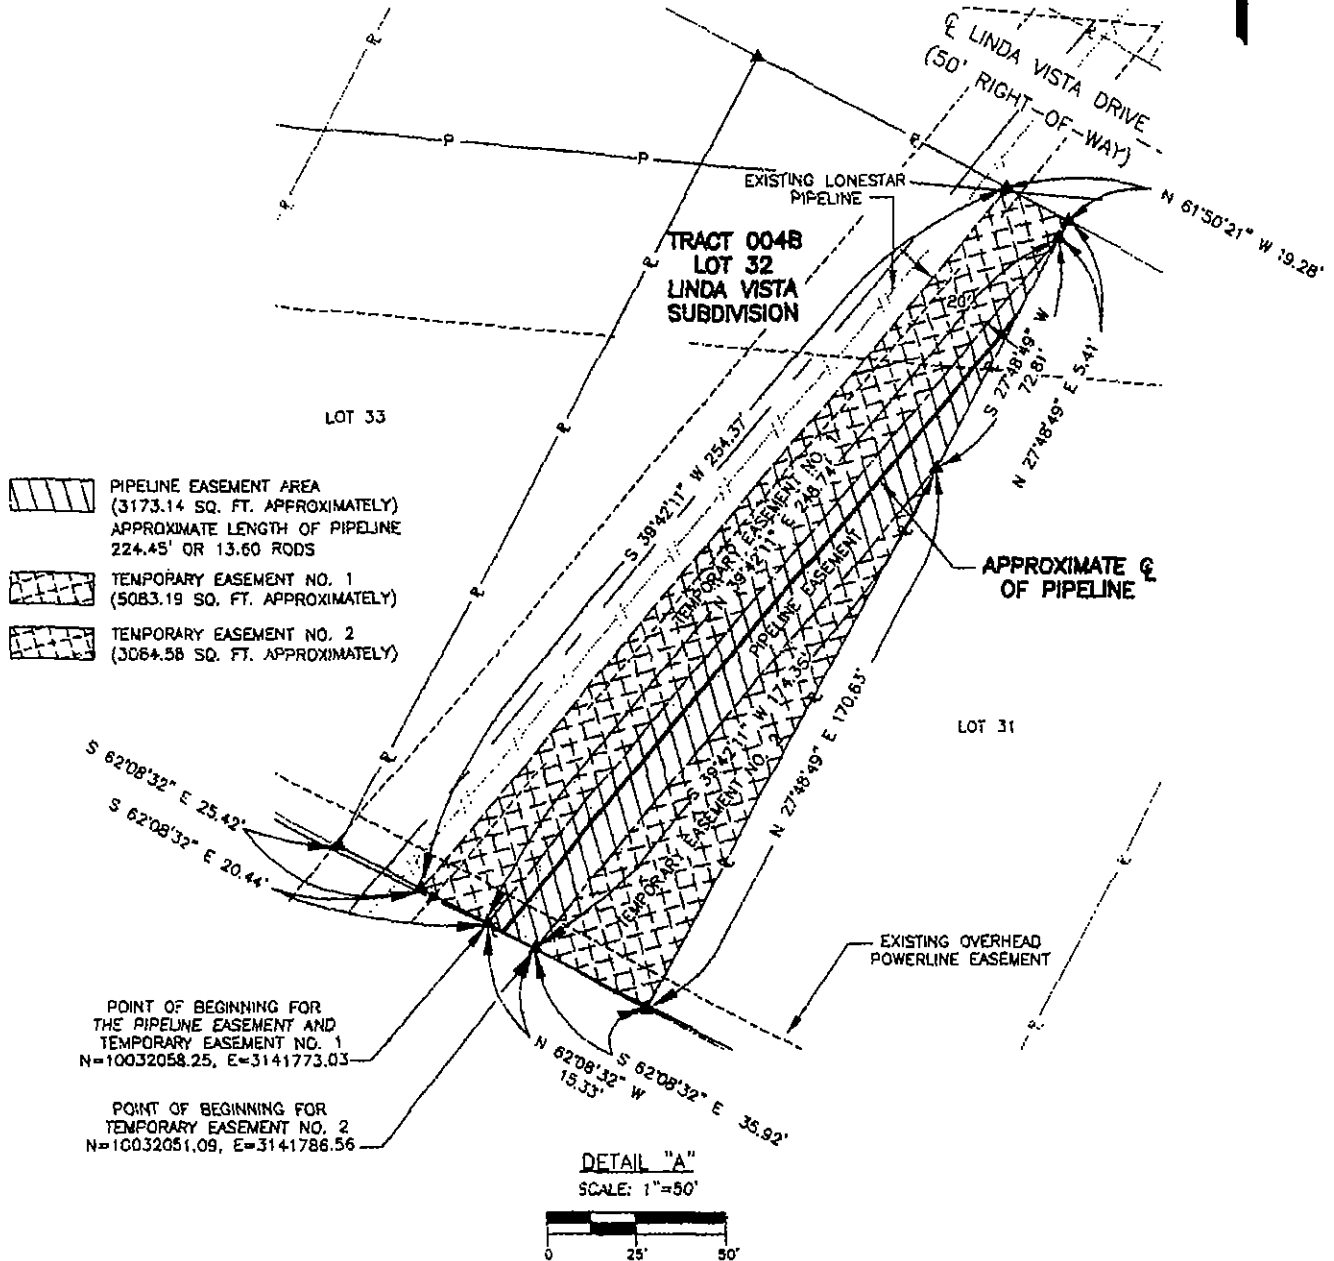 ℄ LINDA VISTA DRIVE
(50' RIGHT-OF-WAY)
P
P
EXISTING LONESTAR
PIPELINE
N 61°50'21" W 19.28'
TRACT 004B
LOT 32
LINDA VISTA
SUBDIVISION
20'
S 27°48'49" W
72.81'
N 27°48'49" E 5.41'
LOT 33
S 39°42'11" W 254.37'
TEMPORARY EASEMENT NO. 1
N 39°42'11" E 248.74'
PIPELINE EASEMENT
PIPELINE EASEMENT AREA
(3173.14 SQ. FT. APPROXIMATELY)
APPROXIMATE LENGTH OF PIPELINE
224.45' OR 13.60 RODS
TEMPORARY EASEMENT NO. 1
(5083.19 SQ. FT. APPROXIMATELY)
TEMPORARY EASEMENT NO. 2
(3064.58 SQ. FT. APPROXIMATELY)
APPROXIMATE ℄
OF PIPELINE
S 39°42'11" W 174.35'
TEMPORARY EASEMENT NO. 2
N 27°48'49" E 170.63'
LOT 31
S 62°08'32" E 25.42'
S 62°08'32" E 20.44'
EXISTING OVERHEAD
POWERLINE EASEMENT
POINT OF BEGINNING FOR
THE PIPELINE EASEMENT AND
TEMPORARY EASEMENT NO. 1
N=10032058.25, E=3141773.03
N 62°08'32" W
15.33'
S 62°08'32" E 35.92'
POINT OF BEGINNING FOR
TEMPORARY EASEMENT NO. 2
N=10032051.09, E=3141786.56
DETAIL "A"
SCALE: 1"=50'
0 25' 50'